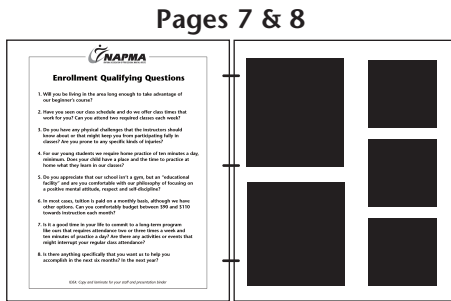 Pages 7 & 8
NAPMA
Enrollment Qualifying Questions
1. Will you be living in the area long enough to take advantage of
our beginner's course?
2. Have you seen our class schedule and do we offer class times that
work for you? Can you attend two required classes each week?
3. Do you have any physical challenges that the instructors should
know about or that might keep you from participating fully in
classes? Are you prone to any specific kinds of injuries?
4. For our young students we require home practice of ten minutes a day,
minimum. Does your child have a place and the time to practice at
home what they learn in our classes?
5. Do you appreciate that our school isn't a gym, but an "educational
facility" and are you comfortable with our philosophy of focusing on
a positive mental attitude, respect and self-discipline?
6. In most cases, tuition is paid on a monthly basis, although we have
other options. Can you comfortably budget between $90 and $110
towards instruction each month?
7. Is it a good time in your life to commit to a long-term program
like ours that requires attendance two or three times a week and
ten minutes of practice a day? Are there any activities or events that
might interrupt your regular class attendance?
8. Is there anything specifically that you want us to help you
accomplish in the next six months? In the next year?
IDEA: Copy and laminate for your staff and presentation binder